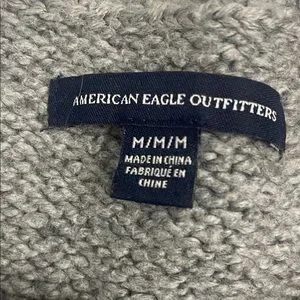 AMERICAN EAGLE OUTFITTERS
M/M/M
MADE IN CHINA
FABRIQUÉ EN
CHINE